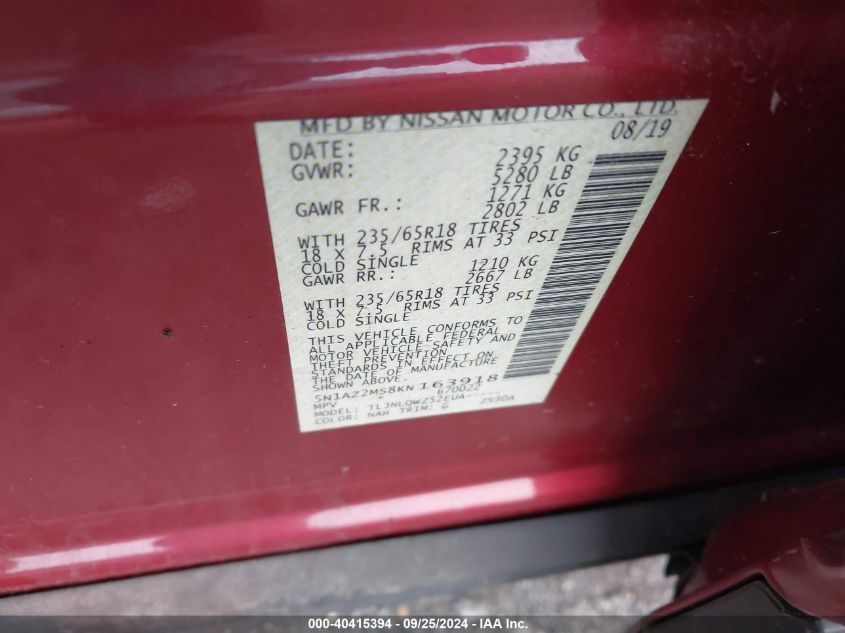 MFD BY NISSAN MOTOR CO., LTD.
DATE: 08/19
GVWR: 2395 KG
5280 LB
GAWR FR.: 1271 KG
2802 LB
WITH 235/65R18 TIRES
18 X 7.5 RIMS AT 33 PSI
COLD SINGLE
GAWR RR.: 1210 KG
2667 LB
WITH 235/65R18 TIRES
18 X 7.5 RIMS AT 33 PSI
COLD SINGLE
THIS VEHICLE CONFORMS TO
ALL APPLICABLE FEDERAL
MOTOR VEHICLE SAFETY AND
THEFT PREVENTION
STANDARDS IN EFFECT ON
THE DATE OF MANUFACTURE
SHOWN ABOVE.
5N1AZ2MS8KN163918
MPV * 670D22
MODEL: TLJNLQWZ52EUA-----
COLOR: NAH TRIM: G Z530A
000-40415394 - 09/25/2024 - IAA Inc.